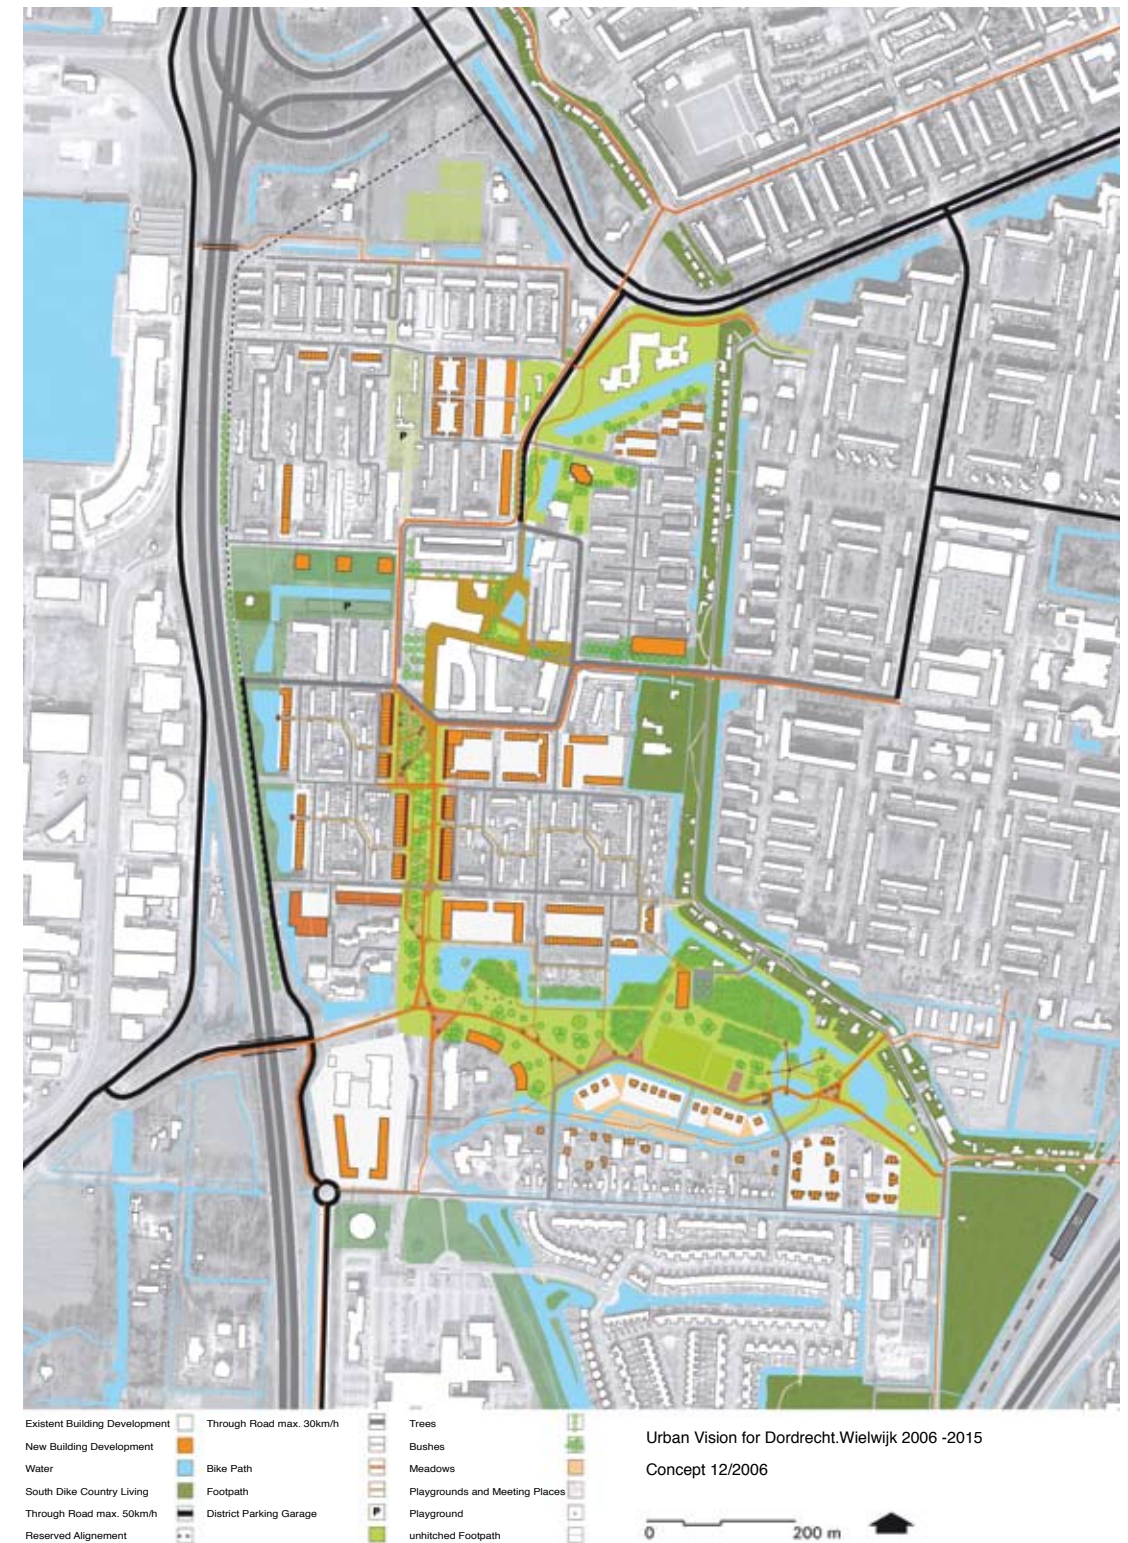 P
P
Existent Building Development
New Building Development
Water
South Dike Country Living
Through Road max. 50km/h
Reserved Alignement
Through Road max. 30km/h
Bike Path
Footpath
District Parking Garage
P
Trees
Bushes
Meadows
Playgrounds and Meeting Places
Playground
unhitched Footpath
Urban Vision for Dordrecht.Wielwijk 2006 -2015
Concept 12/2006
0 200 m